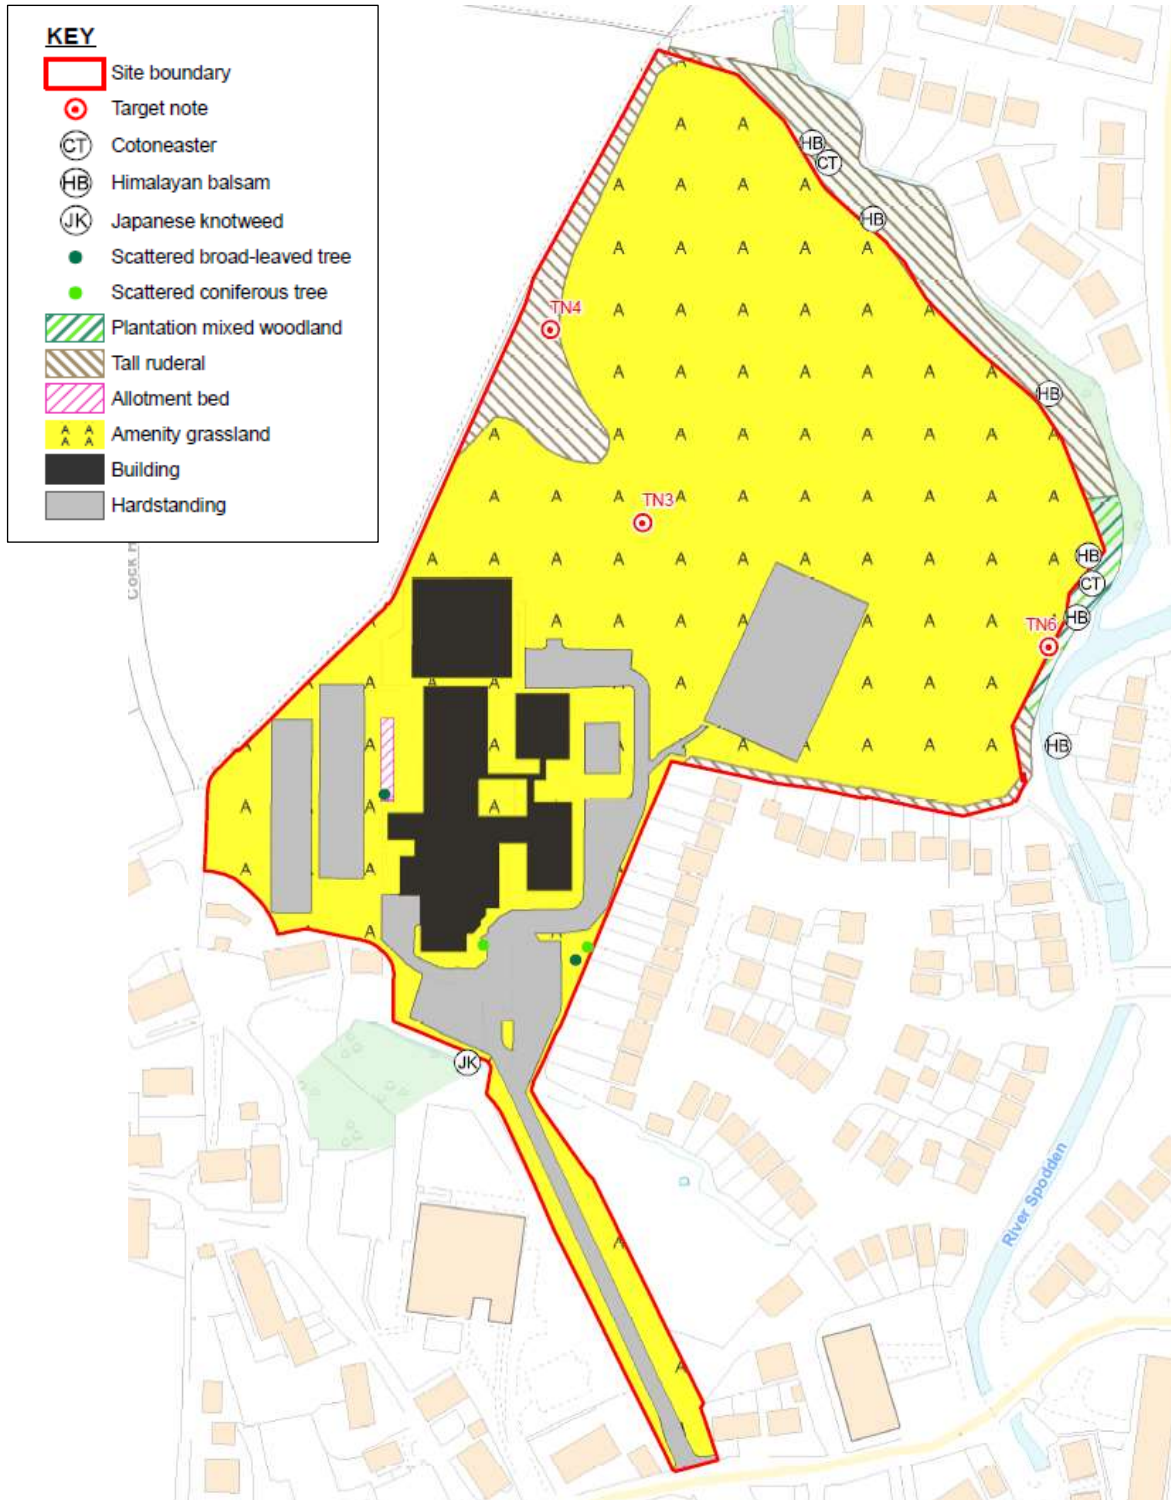 KEY
Site boundary
Target note
CT Cotoneaster
HB Himalayan balsam
JK Japanese knotweed
Scattered broad-leaved tree
Scattered coniferous tree
Plantation mixed woodland
Tall ruderal
Allotment bed
A A Amenity grassland
A A
Building
Hardstanding
HB
CT
HB
TN4
HB
TN3
HB
CT
HB
TN6
HB
JK
River Spodden